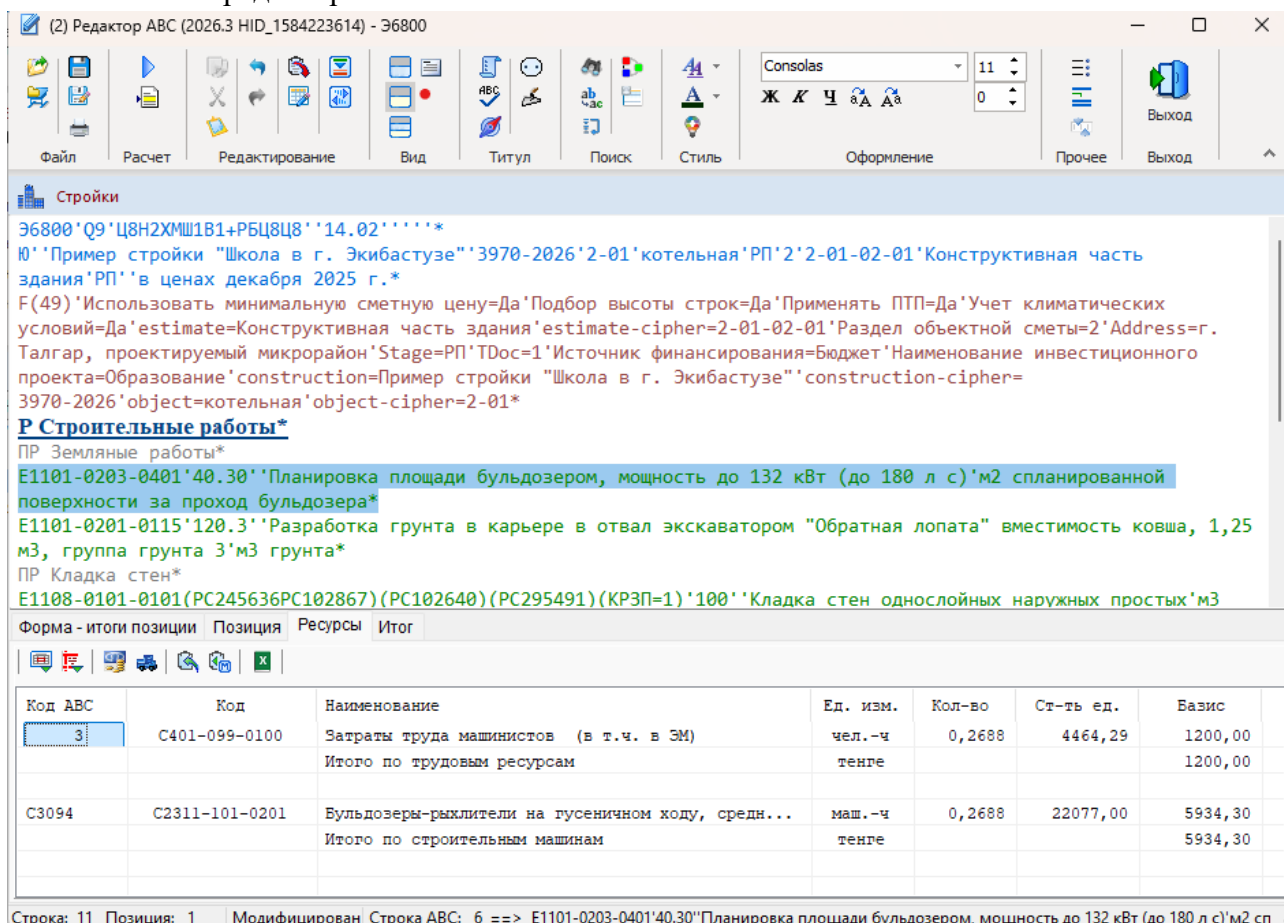 (2) Редактор ABC (2026.3 HID_1584223614) - Э6800
Consolas
11
Ж К Ч
0
Выход
Файл Расчет Редактирование Вид Титул Поиск Стиль Оформление Прочее Выход
Стройки
Э6800'Q9'Ц8Н2ХМШ1В1+РБЦ8Ц8''14.02'''''*
Ю''Пример стройки "Школа в г. Экибастузе"'3970-2026'2-01'котельная'РП'2'2-01-02-01'Конструктивная часть
здания'РП''в ценах декабря 2025 г.*
F(49)'Использовать минимальную сметную цену=Да'Подбор высоты строк=Да'Применять ПТП=Да'Учет климатических
условий=Да'estimate=Конструктивная часть здания'estimate-cipher=2-01-02-01'Раздел объектной сметы=2'Address=г.
Талгар, проектируемый микрорайон'Stage=РП'TDoc=1'Источник финансирования=Бюджет'Наименование инвестиционного
проекта=Образование'construction=Пример стройки "Школа в г. Экибастузе"'construction-cipher=
3970-2026'object=котельная'object-cipher=2-01*
Р Строительные работы*
ПР Земляные работы*
Е1101-0203-0401'40.30''Планировка площади бульдозером, мощность до 132 кВт (до 180 л с)'м2 спланированной
поверхности за проход бульдозера*
Е1101-0201-0115'120.3''Разработка грунта в карьере в отвал экскаватором "Обратная лопата" вместимость ковша, 1,25
м3, группа грунта 3'м3 грунта*
ПР Кладка стен*
Е1108-0101-0101(РС245636РС102867)(РС102640)(РС295491)(КРЗП=1)'100''Кладка стен однослойных наружных простых'м3
Форма - итоги позиции Позиция Ресурсы Итог
Код АВС Код Наименование Ед. изм. Кол-во Ст-ть ед. Базис
3 С401-099-0100 Затраты труда машинистов (в т.ч. в ЭМ) чел.-ч 0,2688 4464,29 1200,00
Итого по трудовым ресурсам тенге 1200,00
С3094 С2311-101-0201 Бульдозеры-рыхлители на гусеничном ходу, средн... маш.-ч 0,2688 22077,00 5934,30
Итого по строительным машинам тенге 5934,30
Строка: 11 Позиция: 1 Модифицирован Строка АВС: 6 ==> Е1101-0203-0401'40.30''Планировка площади бульдозером, мощность до 132 кВт (до 180 л с)'м2 сп